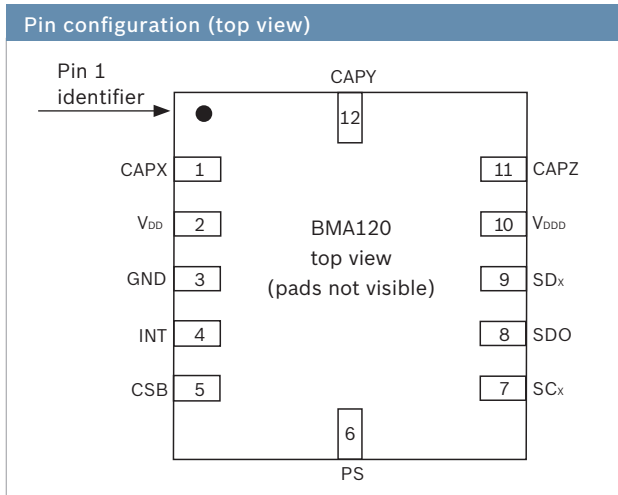 Pin configuration (top view)
Pin 1
identifier
CAPY
12
CAPX 1
11 CAPZ
VDD 2
10 VDDD
BMA120
top view
(pads not visible)
GND 3
9 SDx
INT 4
8 SDO
CSB 5
7 SCx
6
PS